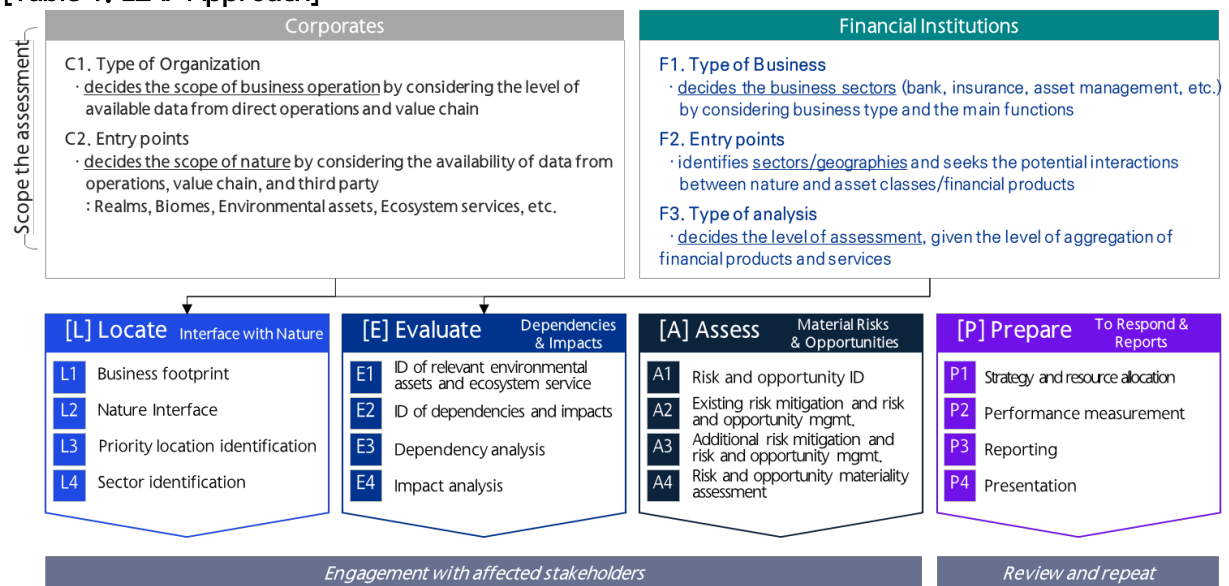 Corporates
C1. Type of Organization
· decides the scope of business operation by considering the level of
available data from direct operations and value chain
C2. Entry points
· decides the scope of nature by considering the availability of data from
operations, value chain, and third party
: Realms, Biomes, Environmental assets, Ecosystem services, etc.
Financial Institutions
F1. Type of Business
· decides the business sectors (bank, insurance, asset management, etc.)
by considering business type and the main functions
F2. Entry points
· identifies sectors/geographies and seeks the potential interactions
between nature and asset classes/financial products
F3. Type of analysis
· decides the level of assessment, given the level of aggregation of
financial products and services
Scope the assessment
[L] Locate Interface with Nature
L1 Business footprint
L2 Nature Interface
L3 Priority location identification
L4 Sector identification
[E] Evaluate Dependencies
& Impacts
E1 ID of relevant environmental
assets and ecosystem service
E2 ID of dependencies and impacts
E3 Dependency analysis
E4 Impact analysis
[A] Assess Material Risks
& Opportunities
A1 Risk and opportunity ID
A2 Existing risk mitigation and risk
and opportunity mgmt.
A3 Additional risk mitigation and
risk and opportunity mgmt.
A4 Risk and opportunity materiality
assessment
[P] Prepare To Respond &
Reports
P1 Strategy and resource allocation
P2 Performance measurement
P3 Reporting
P4 Presentation
Engagement with affected stakeholders
Review and repeat